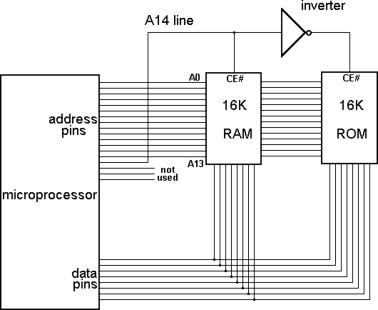 A14 line
inverter
A0
CE#
CE#
16K
16K
address
pins
RAM
ROM
A13
not
used
microprocessor
data
pins